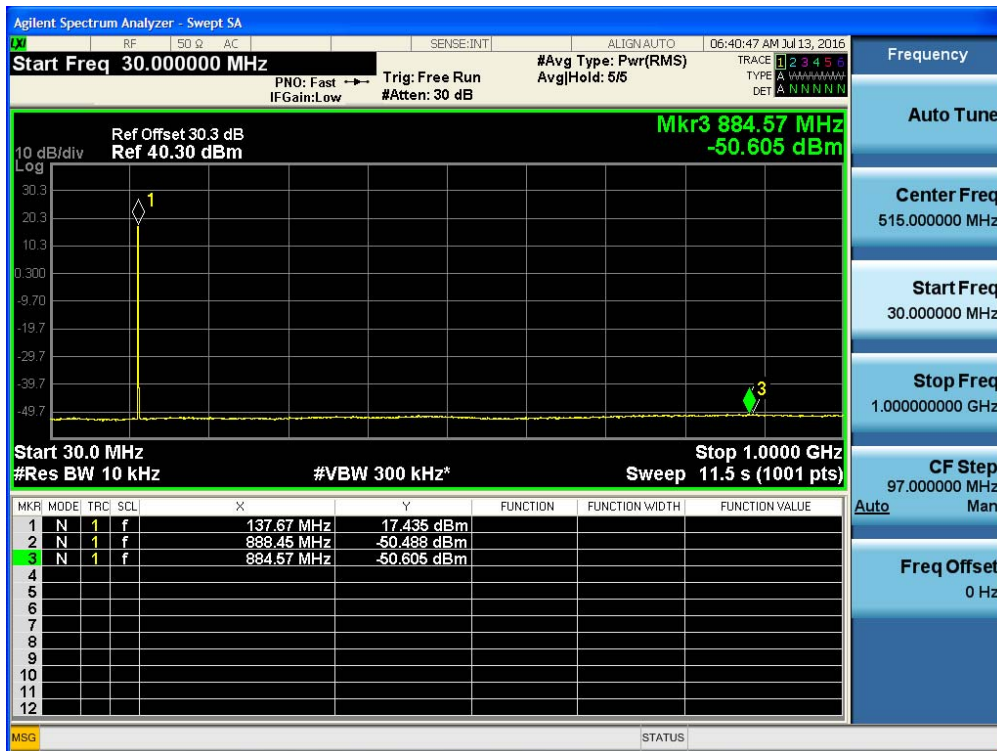 Agilent Spectrum Analyzer - Swept SA
LXI RF 50 Ω AC SENSE:INT ALIGN AUTO 06:40:47 AM Jul 13, 2016
Start Freq 30.000000 MHz
PNO: Fast
IFGain:Low
Trig: Free Run
#Atten: 30 dB
#Avg Type: Pwr(RMS)
Avg|Hold: 5/5
TRACE 1 2 3 4 5 6
TYPE A WWWWW
DET A N N N N N
Mkr3 884.57 MHz
-50.605 dBm
Ref Offset 30.3 dB
10 dB/div Ref 40.30 dBm
Log
30.3
20.3
10.3
0.300
-9.70
-19.7
-29.7
-39.7
-49.7
1
3
Start 30.0 MHz Stop 1.0000 GHz
#Res BW 10 kHz #VBW 300 kHz* Sweep 11.5 s (1001 pts)
MKR MODE TRC SCL X Y FUNCTION FUNCTION WIDTH FUNCTION VALUE
1 N 1 f 137.67 MHz 17.435 dBm
2 N 1 f 888.45 MHz -50.488 dBm
3 N 1 f 884.57 MHz -50.605 dBm
4
5
6
7
8
9
10
11
12
MSG STATUS
Frequency
Auto Tune
Center Freq
515.000000 MHz
Start Freq
30.000000 MHz
Stop Freq
1.000000000 GHz
CF Step
97.000000 MHz
Auto Man
Freq Offset
0 Hz